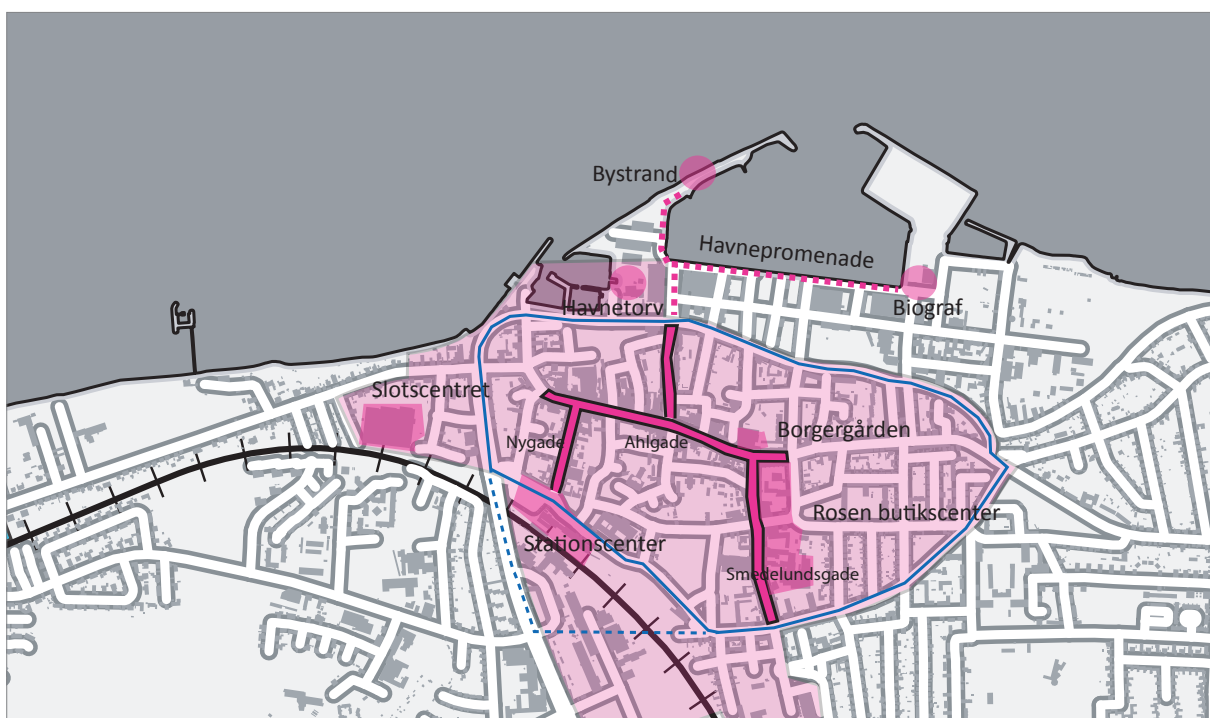 Bystrand
Havnepromenade
Havnetorv
Biograf
Slotscentret
Nygade
Ahlgade
Borgergården
Rosen butikscenter
Stationscenter
Smedelundsgade